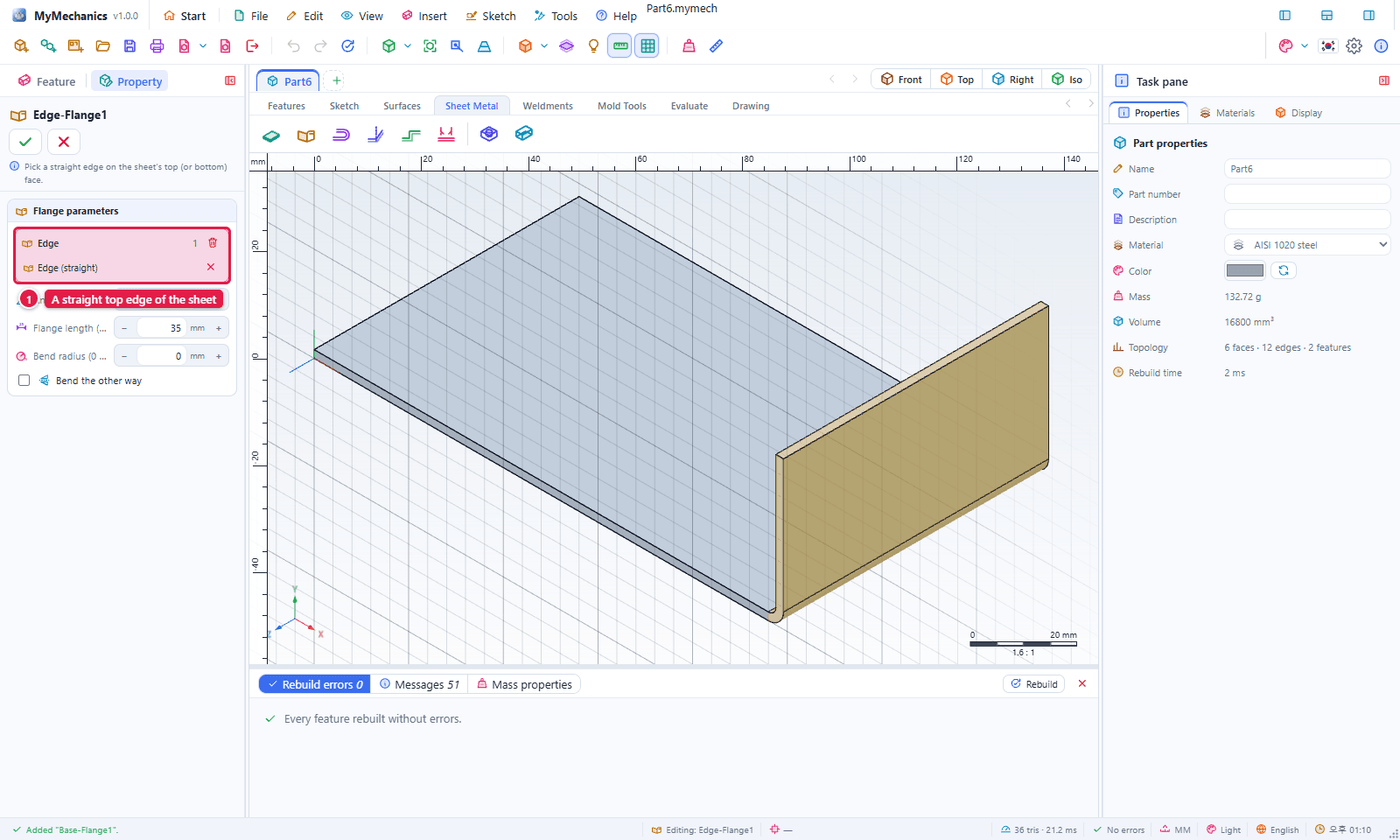 MyMechanics v1.0.0
Start
File
Edit
View
Insert
Sketch
Tools
Help
Part6.mymech
Feature
Property
Edge-Flange1
Pick a straight edge on the sheet's top (or bottom)
face.
Flange parameters
Edge 1
Edge (straight)
1 A straight top edge of the sheet
Flange length (... − 35 mm +
Bend radius (0 ... − 0 mm +
Bend the other way
Part6
Front
Top
Right
Iso
Features
Sketch
Surfaces
Sheet Metal
Weldments
Mold Tools
Evaluate
Drawing
mm 0 20 40 60 80 100 120 140
20
0
-20
-40
Y
Z
X
0 20 mm
1.6 : 1
Rebuild errors 0
Messages 51
Mass properties
Rebuild
Every feature rebuilt without errors.
Task pane
Properties
Materials
Display
Part properties
Name Part6
Part number
Description
Material AISI 1020 steel
Color
Mass 132.72 g
Volume 16800 mm³
Topology 6 faces · 12 edges · 2 features
Rebuild time 2 ms
Added "Base-Flange1".
Editing: Edge-Flange1
—
36 tris · 21.2 ms
No errors
MM
Light
English
오후 01:10